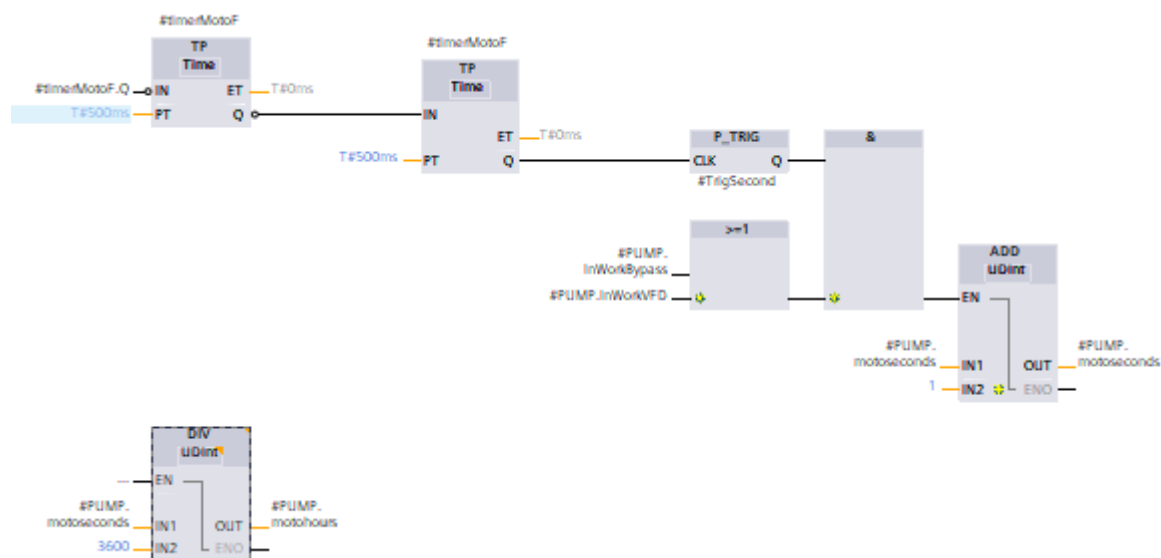 #timerMotoF
TP
Time
#timerMotoF.Q
IN
ET
T#0ms
T#500ms
PT
Q
#timerMotoF
TP
Time
IN
ET
T#0ms
T#500ms
PT
Q
P_TRIG
CLK
Q
#TrigSecond
&
>=1
#PUMP.
InWorkBypass
#PUMP.InWorkVFD
ADD
UDint
EN
#PUMP.
motoseconds
IN1
OUT
#PUMP.
motoseconds
1
IN2
ENO
DIV
UDint
...
EN
#PUMP.
motoseconds
IN1
OUT
#PUMP.
motohours
3600
IN2
ENO